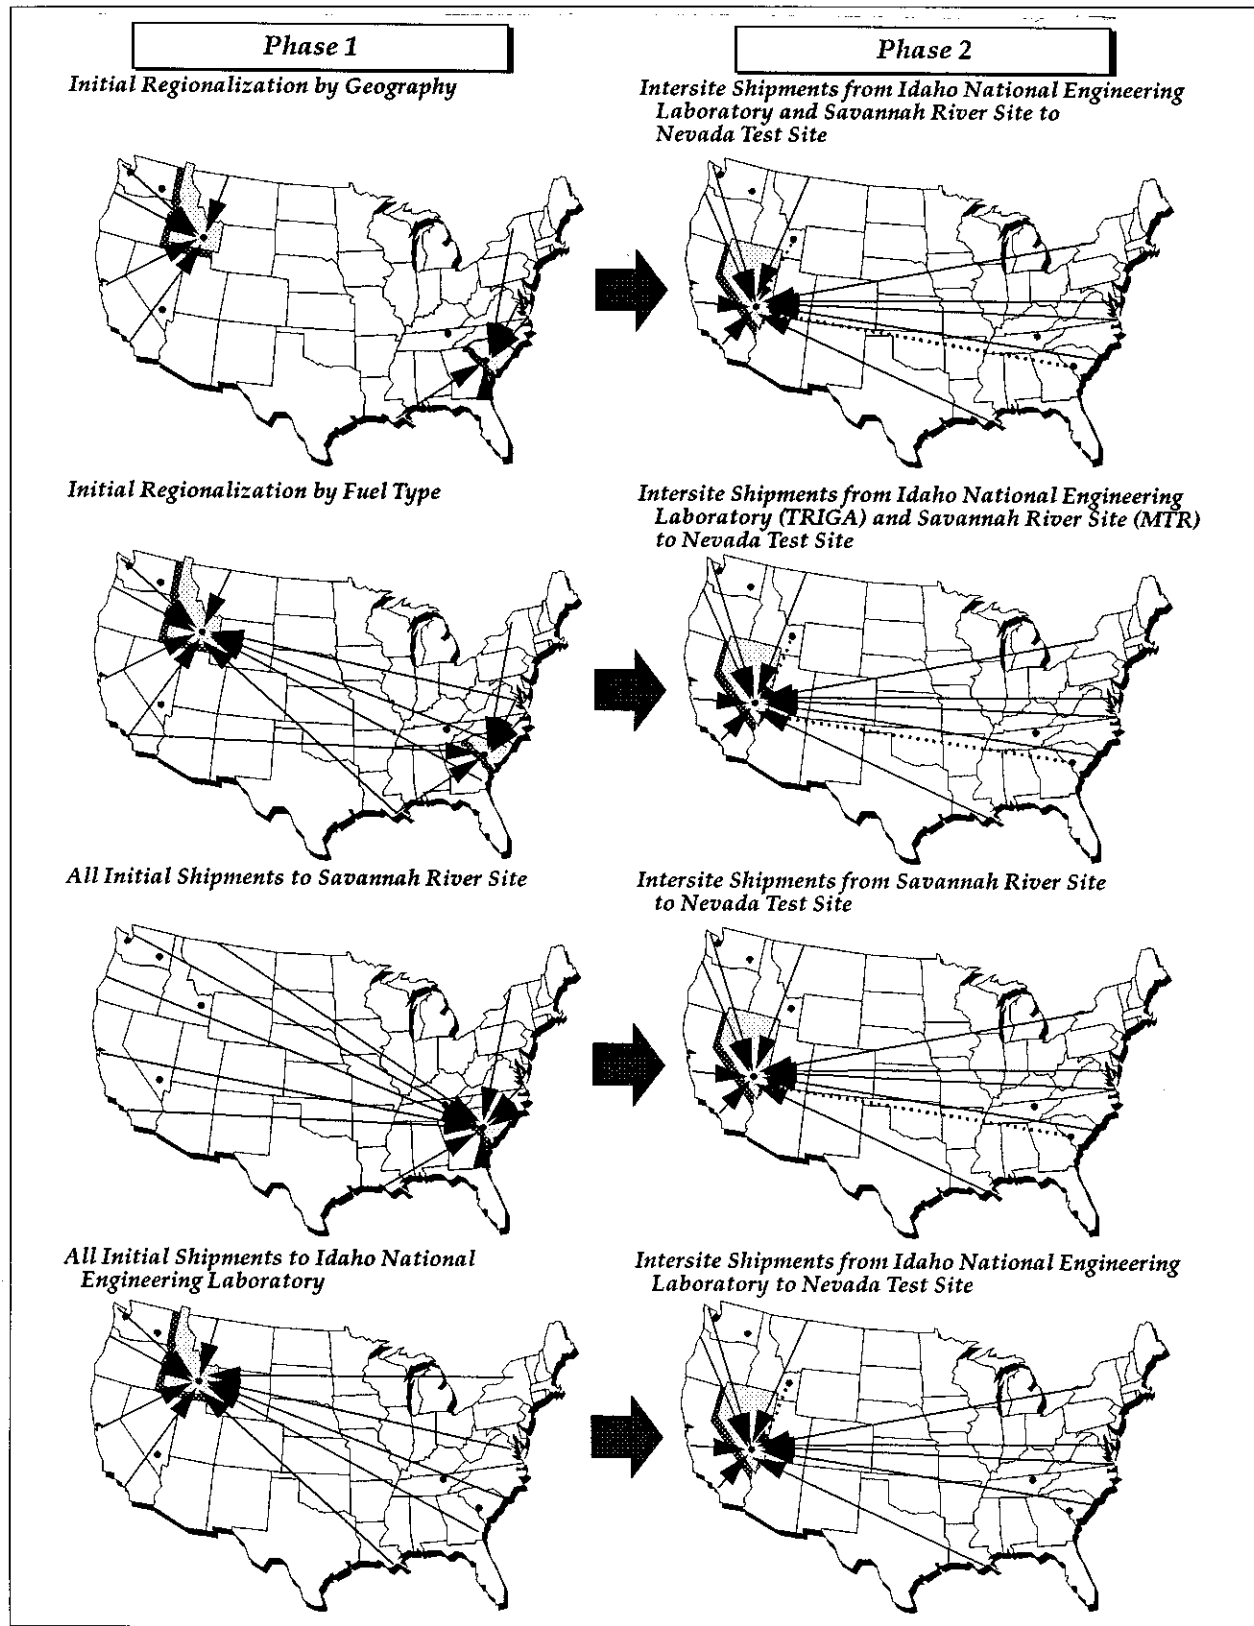 Phase 1
Phase 2
Initial Regionalization by Geography
Intersite Shipments from Idaho National Engineering
Laboratory and Savannah River Site to
Nevada Test Site
Initial Regionalization by Fuel Type
Intersite Shipments from Idaho National Engineering
Laboratory (TRIGA) and Savannah River Site (MTR)
to Nevada Test Site
All Initial Shipments to Savannah River Site
Intersite Shipments from Savannah River Site
to Nevada Test Site
All Initial Shipments to Idaho National
Engineering Laboratory
Intersite Shipments from Idaho National Engineering
Laboratory to Nevada Test Site